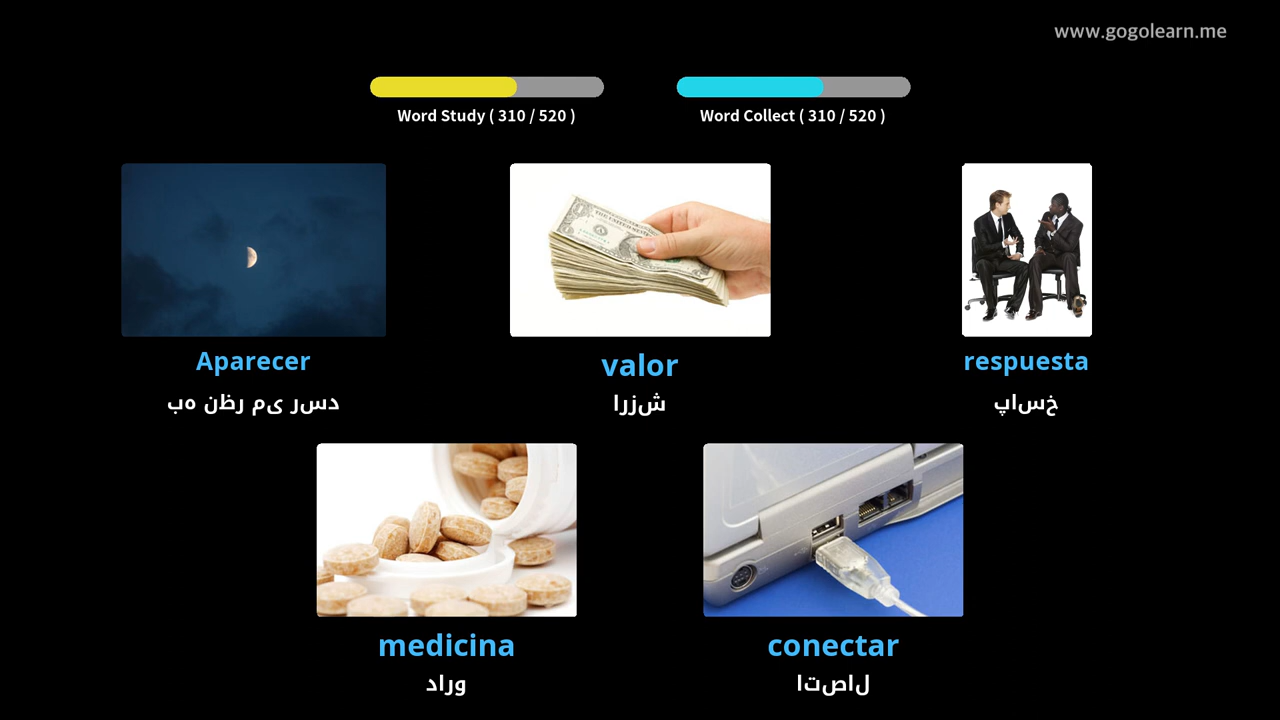 www.gogolearn.me
Word Study ( 310 / 520 )
Word Collect ( 310 / 520 )
Aparecer
به نظر می رسد
valor
ارزش
respuesta
پاسخ
medicina
دارو
conectar
اتصال